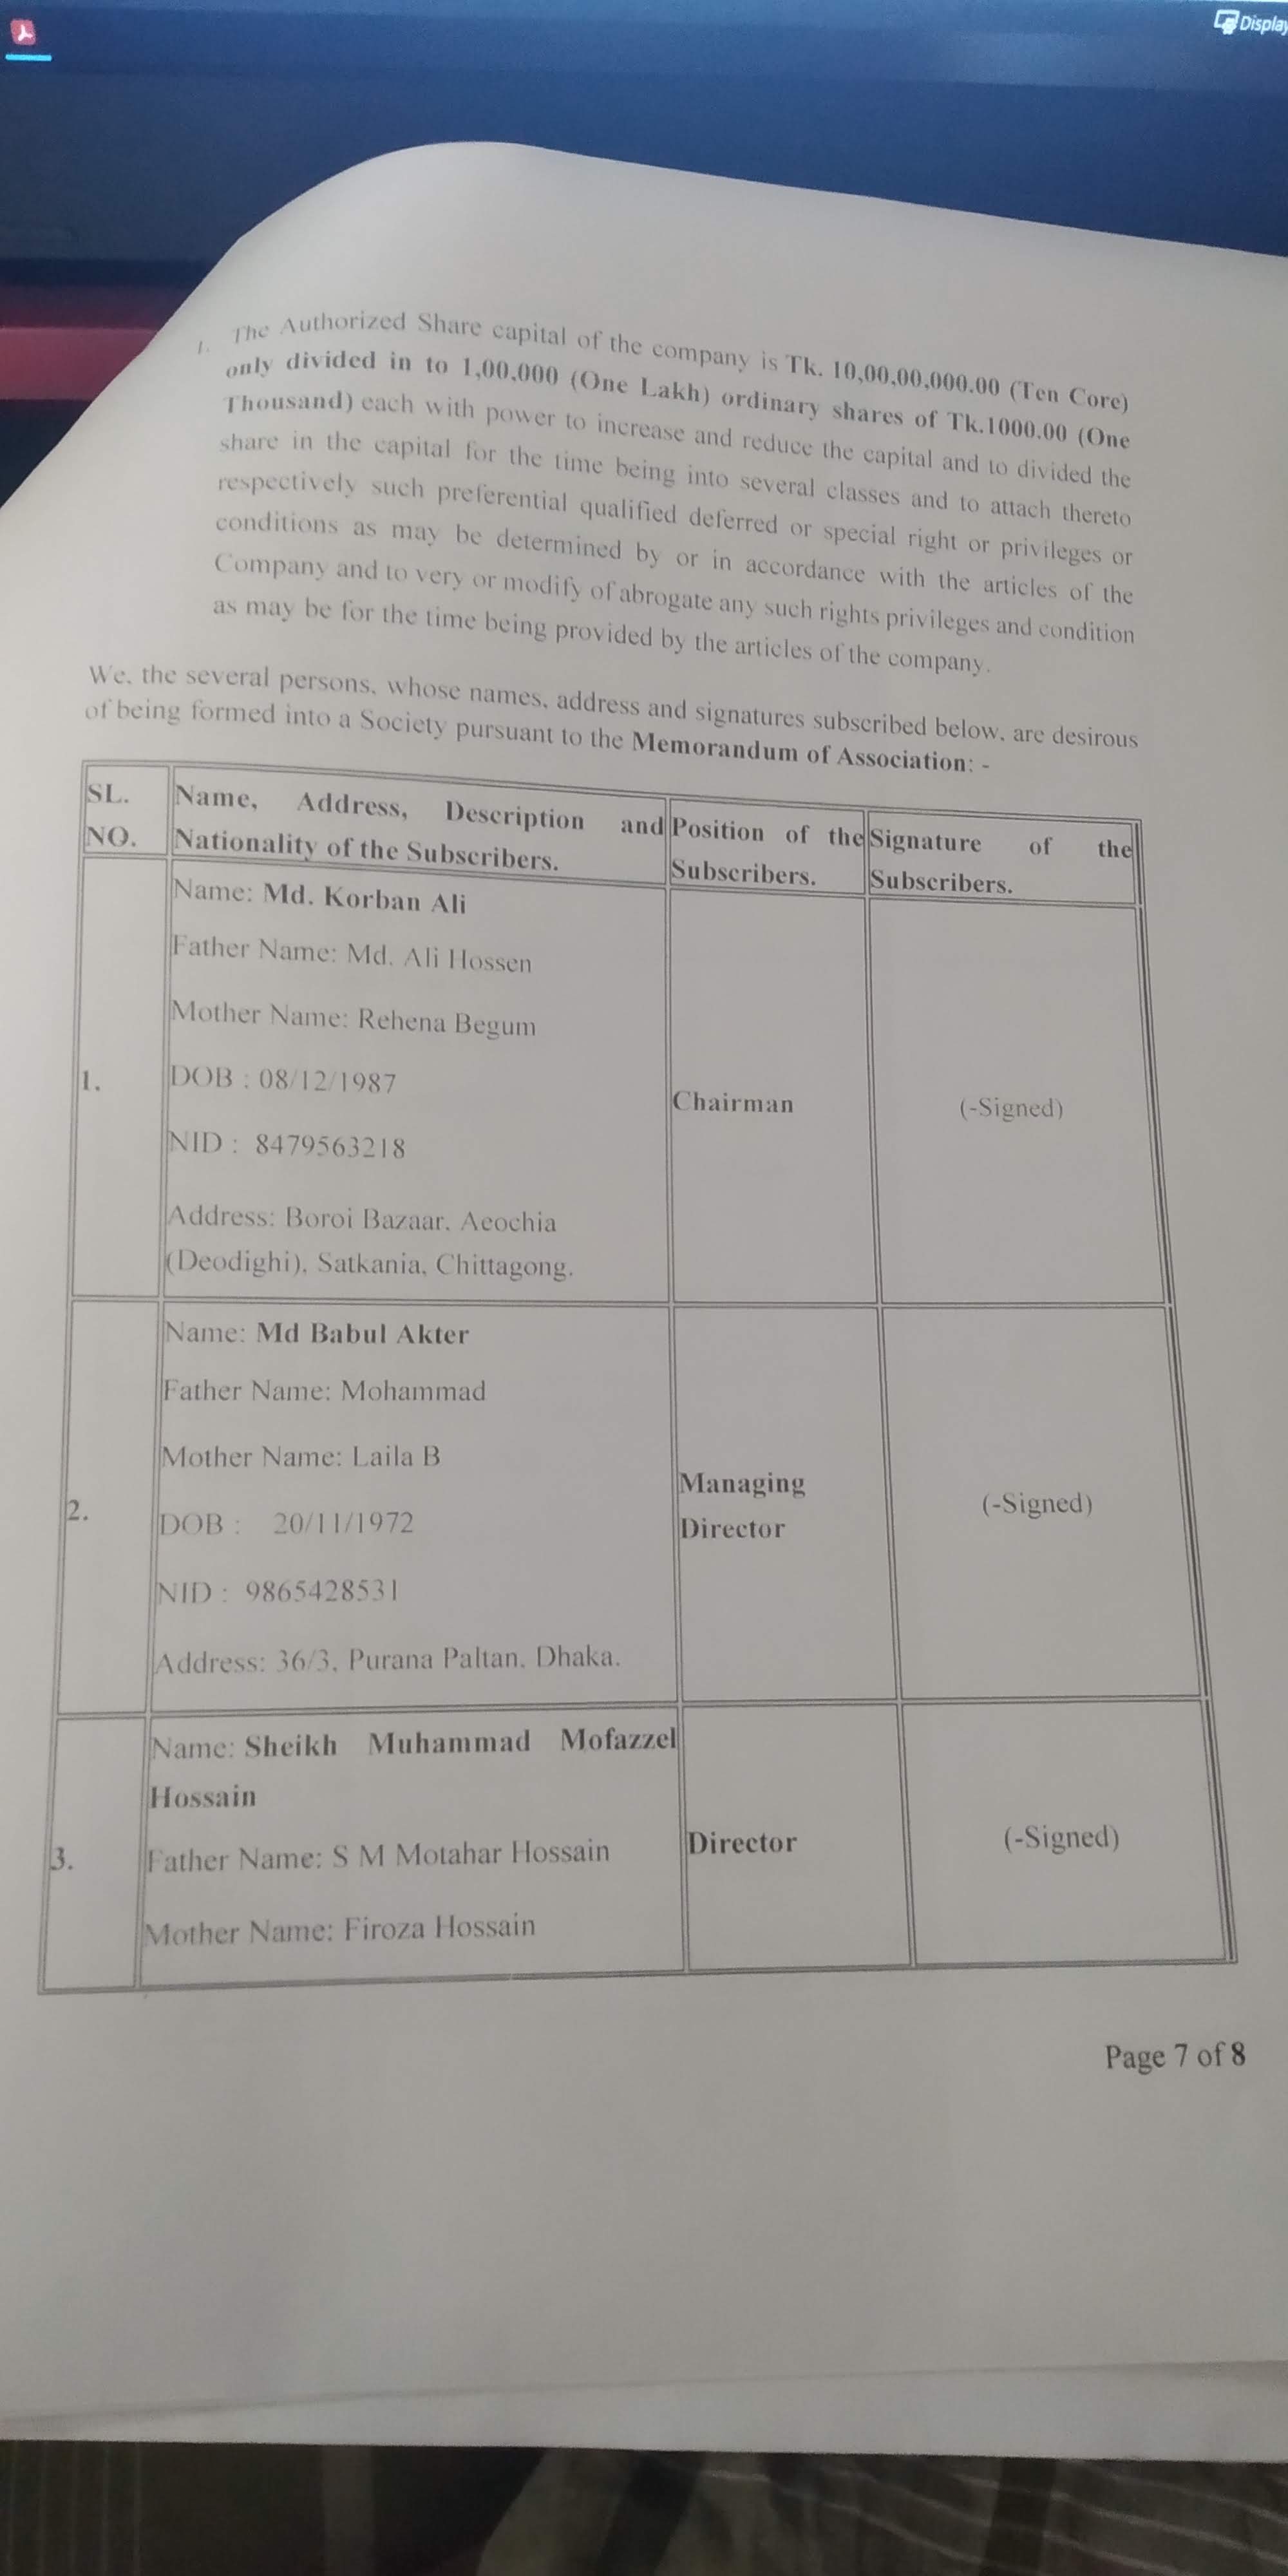 Display
1. The Authorized Share capital of the company is Tk. 10,00,00,000.00 (Ten Core)
only divided in to 1,00,000 (One Lakh) ordinary shares of Tk.1000.00 (One
Thousand) each with power to increase and reduce the capital and to divided the
share in the capital for the time being into several classes and to attach thereto
respectively such preferential qualified deferred or special right or privileges or
conditions as may be determined by or in accordance with the articles of the
Company and to very or modify of abrogate any such rights privileges and condition
as may be for the time being provided by the articles of the company.
We, the several persons, whose names, address and signatures subscribed below, are desirous
of being formed into a Society pursuant to the Memorandum of Association: -
SL.
NO.
Name, Address, Description and
Nationality of the Subscribers.
Position of the
Subscribers.
Signature of the
Subscribers.
1.
Name: Md. Korban Ali
Father Name: Md. Ali Hossen
Mother Name: Rehena Begum
DOB : 08/12/1987
NID : 8479563218
Address: Boroi Bazaar, Aeochia
(Deodighi), Satkania, Chittagong.
Chairman
(-Signed)
2.
Name: Md Babul Akter
Father Name: Mohammad
Mother Name: Laila B
DOB : 20/11/1972
NID : 9865428531
Address: 36/3, Purana Paltan. Dhaka.
Managing
Director
(-Signed)
3.
Name: Sheikh Muhammad Mofazzel
Hossain
Father Name: S M Motahar Hossain
Mother Name: Firoza Hossain
Director
(-Signed)
Page 7 of 8